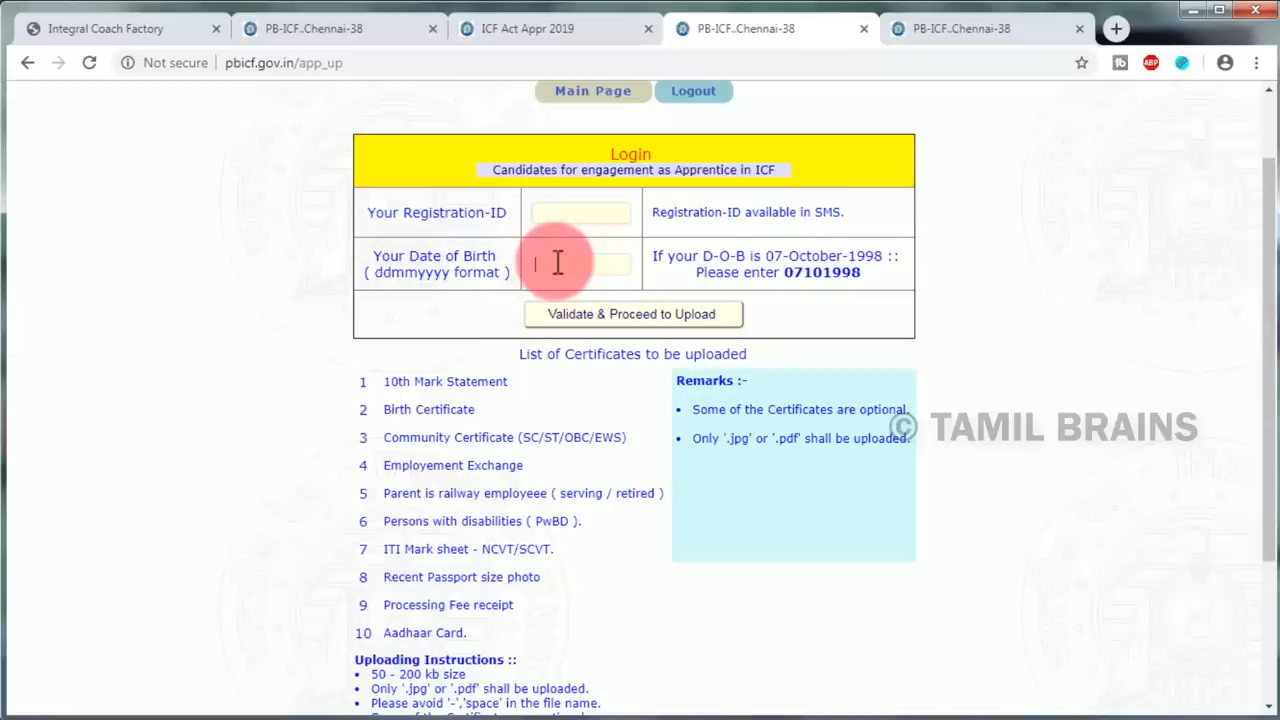 Integral Coach Factory
PB-ICF..Chennai-38
ICF Act Appr 2019
PB-ICF..Chennai-38
PB-ICF..Chennai-38
Not secure
pbicf.gov.in/app_up
ABP
Main Page
Logout
Login
Candidates for engagement as Apprentice in ICF
Your Registration-ID
Registration-ID available in SMS.
Your Date of Birth
( ddmmyyyy format )
If your D-O-B is 07-October-1998 ::
Please enter 07101998
Validate & Proceed to Upload
List of Certificates to be uploaded
1 10th Mark Statement
2 Birth Certificate
3 Community Certificate (SC/ST/OBC/EWS)
4 Employement Exchange
5 Parent is railway employeee ( serving / retired )
6 Persons with disabilities ( PwBD ).
7 ITI Mark sheet - NCVT/SCVT.
8 Recent Passport size photo
9 Processing Fee receipt
10 Aadhaar Card.
Remarks :-
• Some of the Certificates are optional.
• Only '.jpg' or '.pdf' shall be uploaded.
© TAMIL BRAINS
Uploading Instructions ::
• 50 - 200 kb size
• Only '.jpg' or '.pdf' shall be uploaded.
• Please avoid '-','space' in the file name.